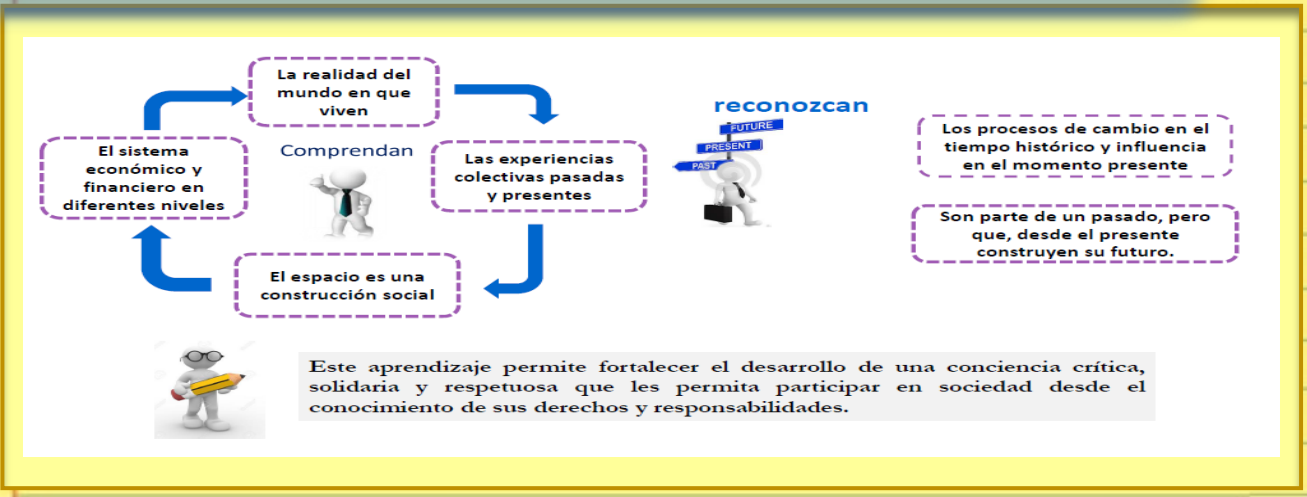 La realidad del
mundo en que
viven
Comprendan
El sistema
económico y
financiero en
diferentes niveles
Las experiencias
colectivas pasadas
y presentes
El espacio es una
construcción social
reconozcan
FUTURE
PRESENT
PAST
Los procesos de cambio en el
tiempo histórico y influencia
en el momento presente
Son parte de un pasado, pero
que, desde el presente
construyen su futuro.
Este aprendizaje permite fortalecer el desarrollo de una conciencia crítica,
solidaria y respetuosa que les permita participar en sociedad desde el
conocimiento de sus derechos y responsabilidades.